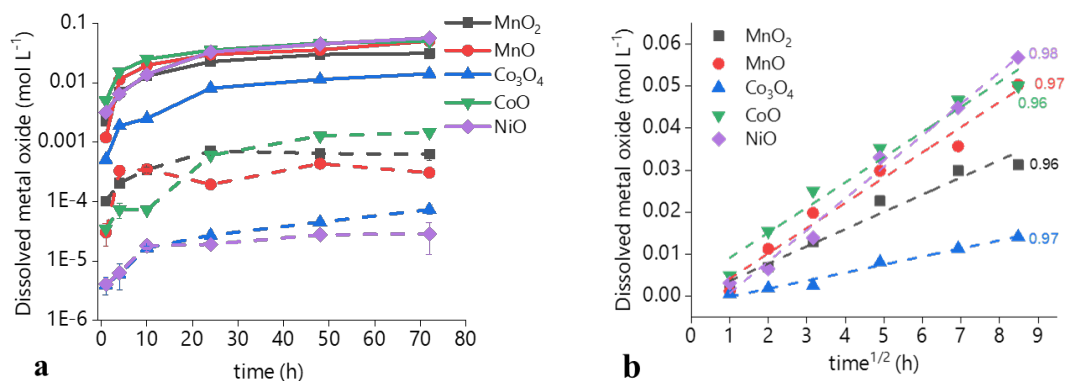 Dissolved metal oxide (mol L⁻¹)
0.1
0.01
0.001
1E-4
1E-5
1E-6
0 10 20 30 40 50 60 70 80
time (h)
MnO₂
MnO
Co₃O₄
CoO
NiO
a
Dissolved metal oxide (mol L⁻¹)
0.06
0.05
0.04
0.03
0.02
0.01
0.00
0 1 2 3 4 5 6 7 8 9
time¹/² (h)
MnO₂
MnO
Co₃O₄
CoO
NiO
0.98
0.97
0.96
0.96
0.97
b